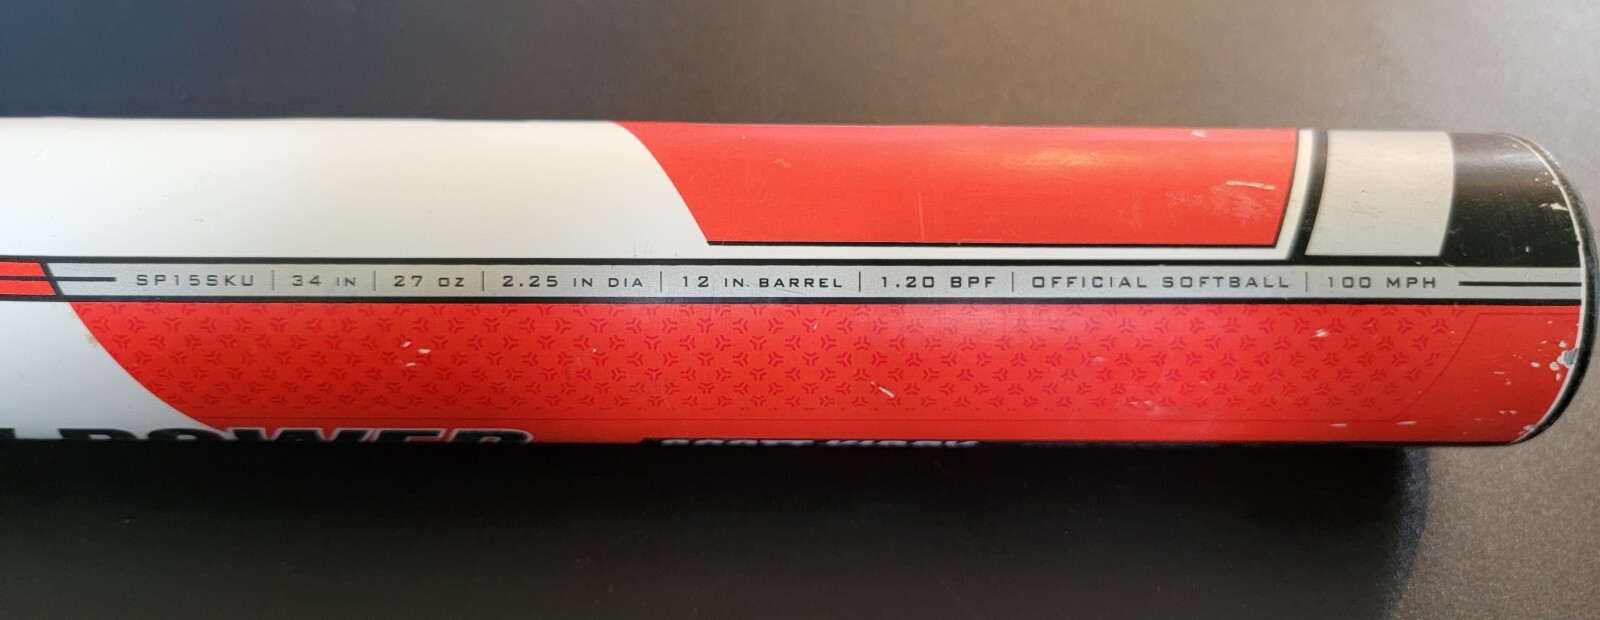 SP15SKU | 34 IN | 27 OZ | 2.25 IN DIA | 12 IN. BARREL | 1.20 BPF | OFFICIAL SOFTBALL | 100 MPH
POWER